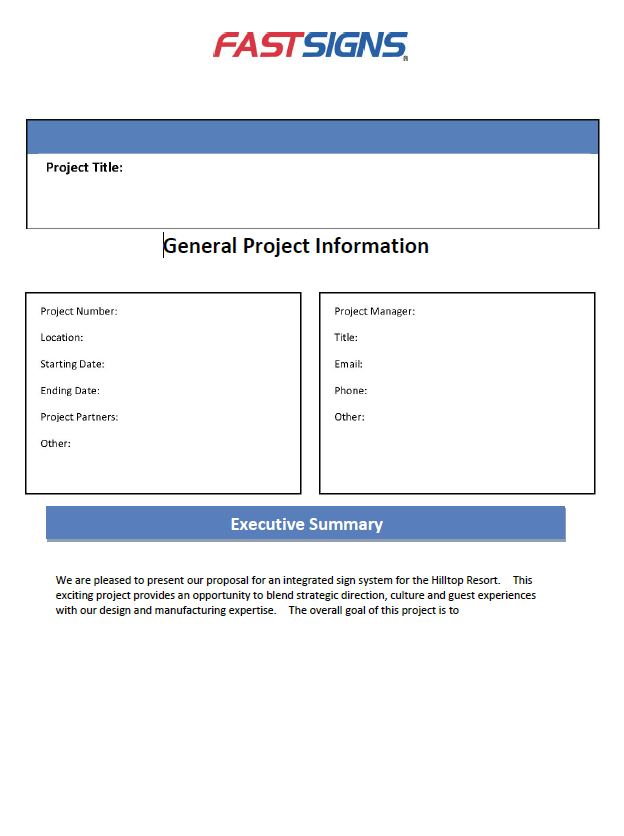 FASTSIGNS®
Project Title:
General Project Information
Project Number:
Location:
Starting Date:
Ending Date:
Project Partners:
Other:
Project Manager:
Title:
Email:
Phone:
Other:
Executive Summary
We are pleased to present our proposal for an integrated sign system for the Hilltop Resort.    This
exciting project provides an opportunity to blend strategic direction, culture and guest experiences
with our design and manufacturing expertise.    The overall goal of this project is to